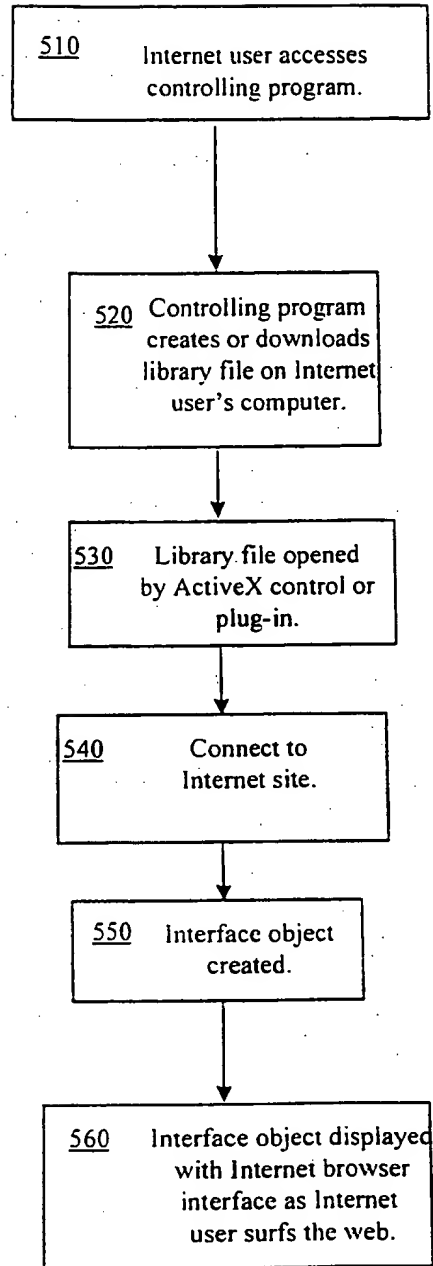 510 Internet user accesses
controlling program.
520 Controlling program
creates or downloads
library file on Internet
user's computer.
530 Library file opened
by ActiveX control or
plug-in.
540 Connect to
Internet site.
550 Interface object
created.
560 Interface object displayed
with Internet browser
interface as Internet
user surfs the web.